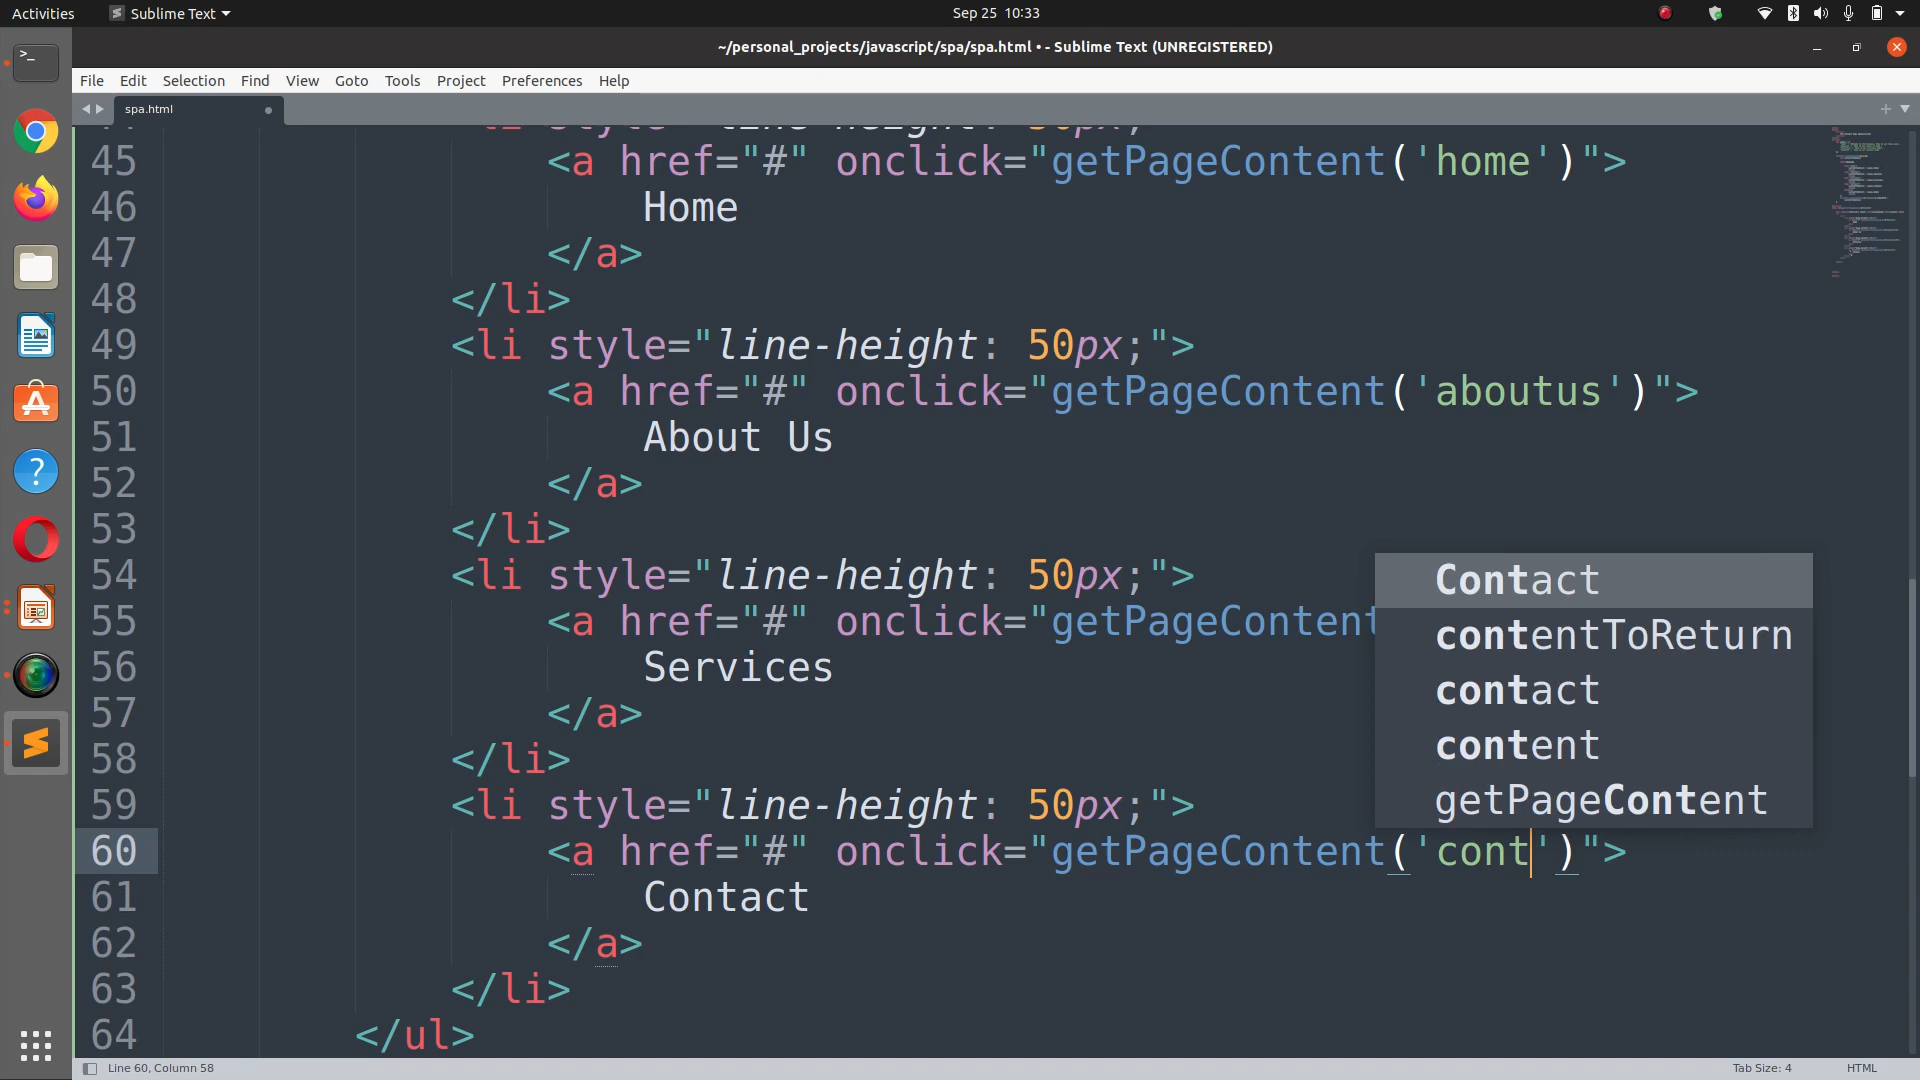 Activities
Sublime Text
Sep 25 10:33
~/personal_projects/javascript/spa/spa.html • - Sublime Text (UNREGISTERED)
File Edit Selection Find View Goto Tools Project Preferences Help
spa.html
45 <a href="#" onclick="getPageContent('home')">
46 Home
47 </a>
48 </li>
49 <li style="line-height: 50px;">
50 <a href="#" onclick="getPageContent('aboutus')">
51 About Us
52 </a>
53 </li>
54 <li style="line-height: 50px;">
55 <a href="#" onclick="getPageContent
56 Services
57 </a>
58 </li>
59 <li style="line-height: 50px;">
60 <a href="#" onclick="getPageContent('cont')">
61 Contact
62 </a>
63 </li>
64 </ul>
Contact
contentToReturn
contact
content
getPageContent
Line 60, Column 58
Tab Size: 4
HTML